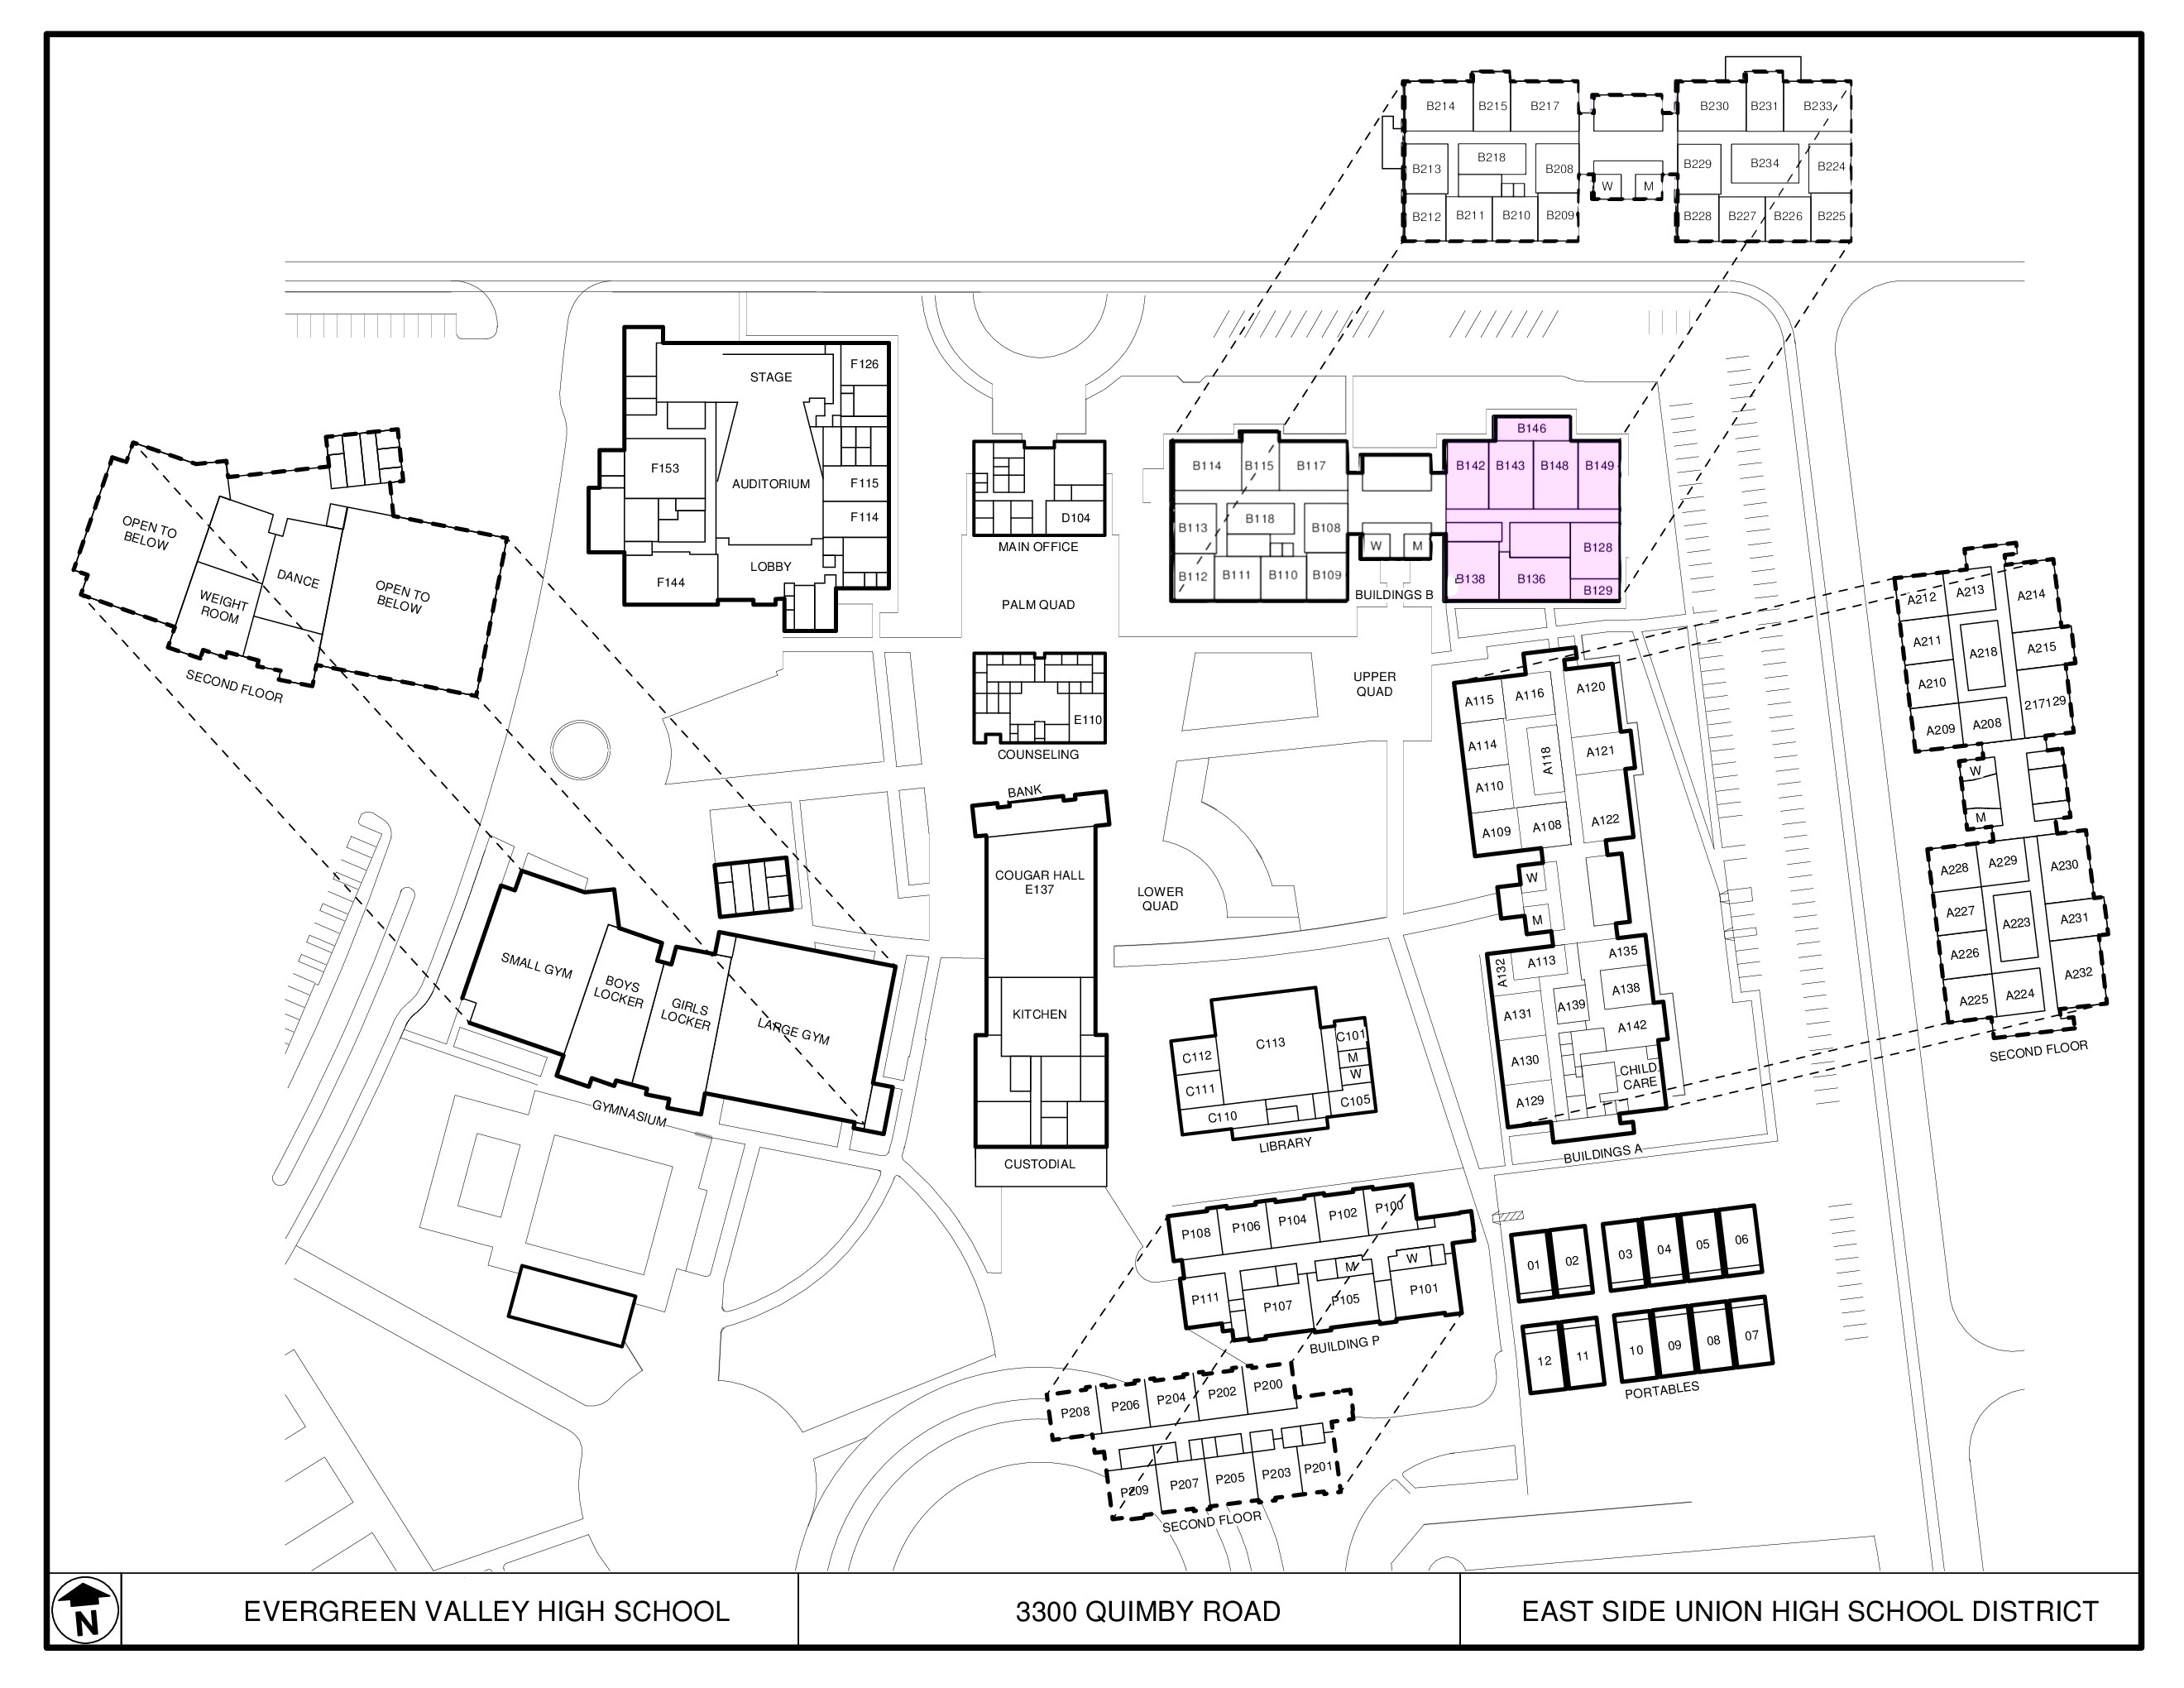 B214 B215 B217 B230 B231 B233
B213 B218 B208 B229 B234 B224
W M
B212 B211 B210 B209 B228 B227 B226 B225
STAGE F126
F153
AUDITORIUM F115
F114
LOBBY
F144
D104
MAIN OFFICE
PALM QUAD
B146
B114 B115 B117 B142 B143 B148 B149
B113 B118 B108
W M B128
B112 B111 B110 B109 B138 B136
B129
BUILDINGS B
OPEN TO
BELOW
DANCE
OPEN TO
BELOW
WEIGHT
ROOM
SECOND FLOOR
E110
COUNSELING
UPPER
QUAD
A115 A116 A120
A114 A118 A121
A110
A109 A108 A122
W
M
A212 A213 A214
A211 A218 A215
A210
217129
A209 A208
W
M
A228 A229 A230
A227 A223 A231
A226 A232
A225 A224
SECOND FLOOR
BANK
COUGAR HALL
E137
LOWER
QUAD
KITCHEN
CUSTODIAL
SMALL GYM
BOYS
LOCKER
GIRLS
LOCKER
LARGE GYM
GYMNASIUM
A132 A113 A135
A138
A131 A139
A142
A130
CHILD
CARE
A129
BUILDINGS A
C113 C101
C112 M
W
C111
C110 C105
LIBRARY
P108 P106 P104 P102 P100
M W
P111 P107 P105 P101
BUILDING P
P208 P206 P204 P202 P200
P209 P207 P205 P203 P201
SECOND FLOOR
01 02 03 04 05 06
12 11 10 09 08 07
PORTABLES
N
EVERGREEN VALLEY HIGH SCHOOL
3300 QUIMBY ROAD
EAST SIDE UNION HIGH SCHOOL DISTRICT